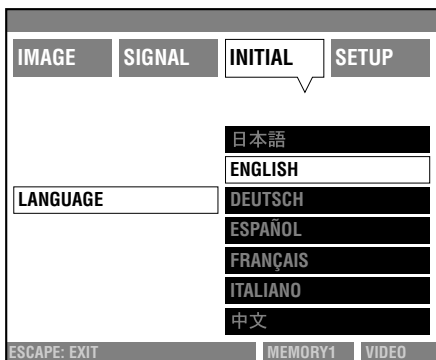 IMAGE SIGNAL INITIAL SETUP
日本語
ENGLISH
LANGUAGE DEUTSCH
ESPAÑOL
FRANÇAIS
ITALIANO
中文
ESCAPE: EXIT MEMORY1 VIDEO